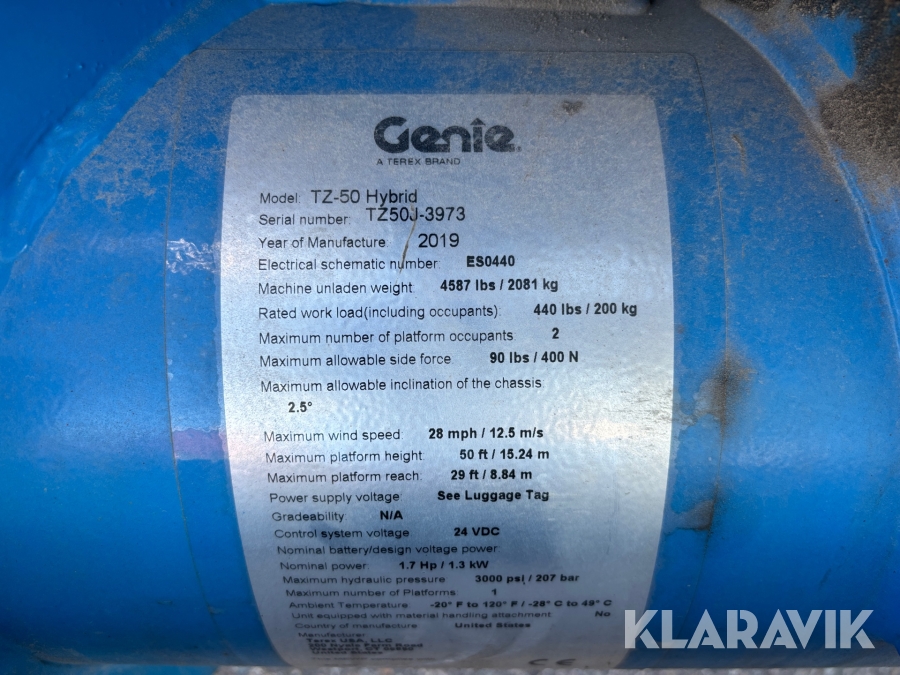 Genie
A TEREX BRAND
Model: TZ-50 Hybrid
Serial number: TZ50J-3973
Year of Manufacture: 2019
Electrical schematic number: ES0440
Machine unladen weight: 4587 lbs / 2081 kg
Rated work load(including occupants): 440 lbs / 200 kg
Maximum number of platform occupants: 2
Maximum allowable side force: 90 lbs / 400 N
Maximum allowable inclination of the chassis:
2.5°
Maximum wind speed: 28 mph / 12.5 m/s
Maximum platform height: 50 ft / 15.24 m
Maximum platform reach: 29 ft / 8.84 m
Power supply voltage: See Luggage Tag
Gradeability: N/A
Control system voltage: 24 VDC
Nominal battery/design voltage power:
Nominal power: 1.7 Hp / 1.3 kW
Maximum hydraulic pressure: 3000 psi / 207 bar
Maximum number of Platforms: 1
Ambient Temperature: -20° F to 120° F / -28° C to 49° C
Unit equipped with material handling attachment: No
Country of manufacture: United States
Manufacturer:
Terex USA, LLC
Westport, CT
United States
CE
KLARAVIK